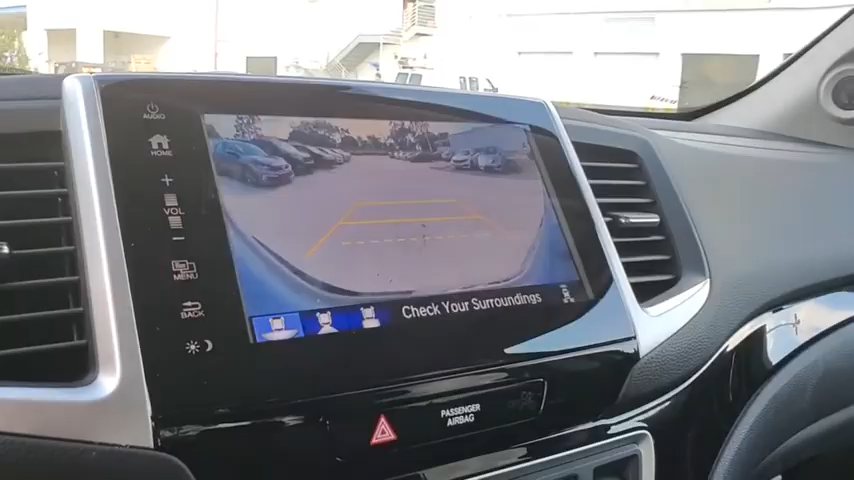 AUDIO
HOME
+
VOL
−
MENU
BACK
Check Your Surroundings
PASSENGER
AIRBAG